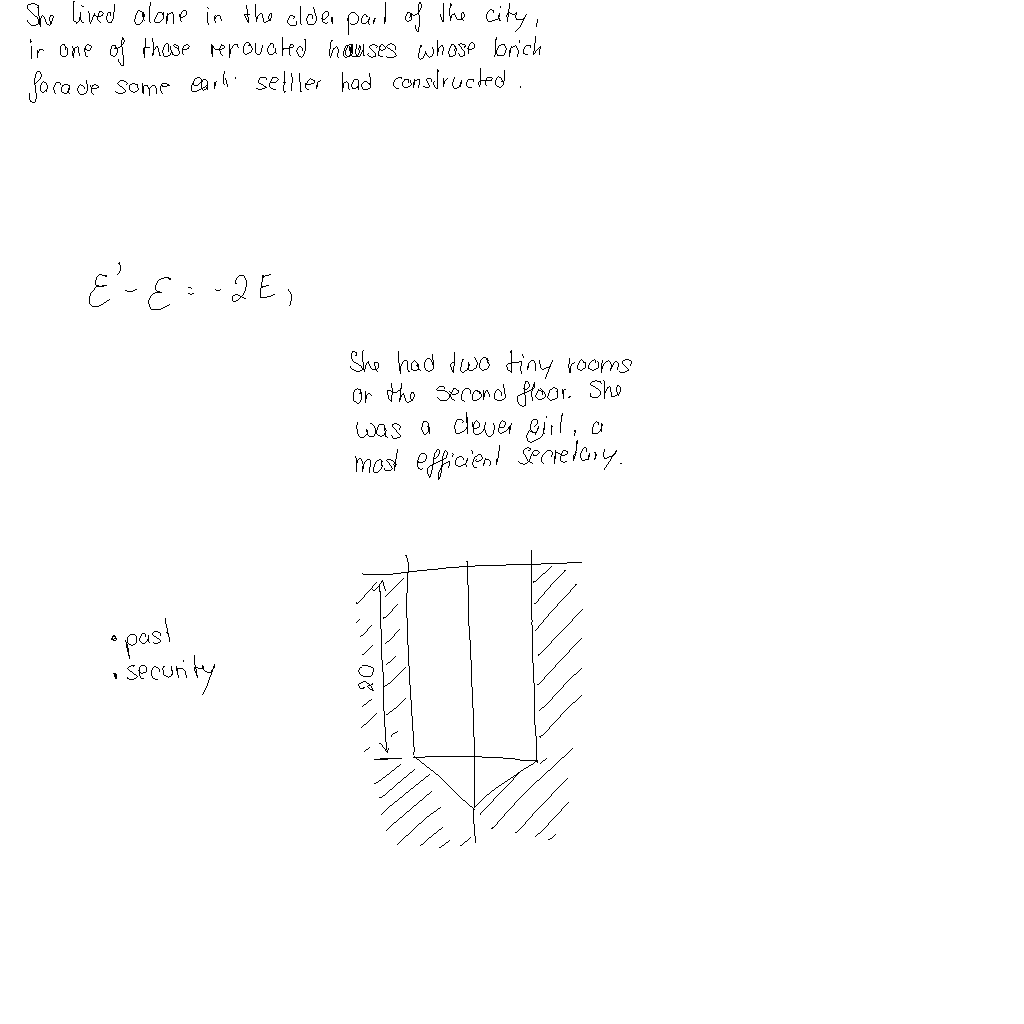 She lived alone in the older part of the city,
in one of those renovated houses whose brick
facade some early settler had constructed.
ℰ' - ℰ = -2E,
She had two tiny rooms
on the second floor. She
was a clever girl, a
most efficient secretary.
• past
• security
20